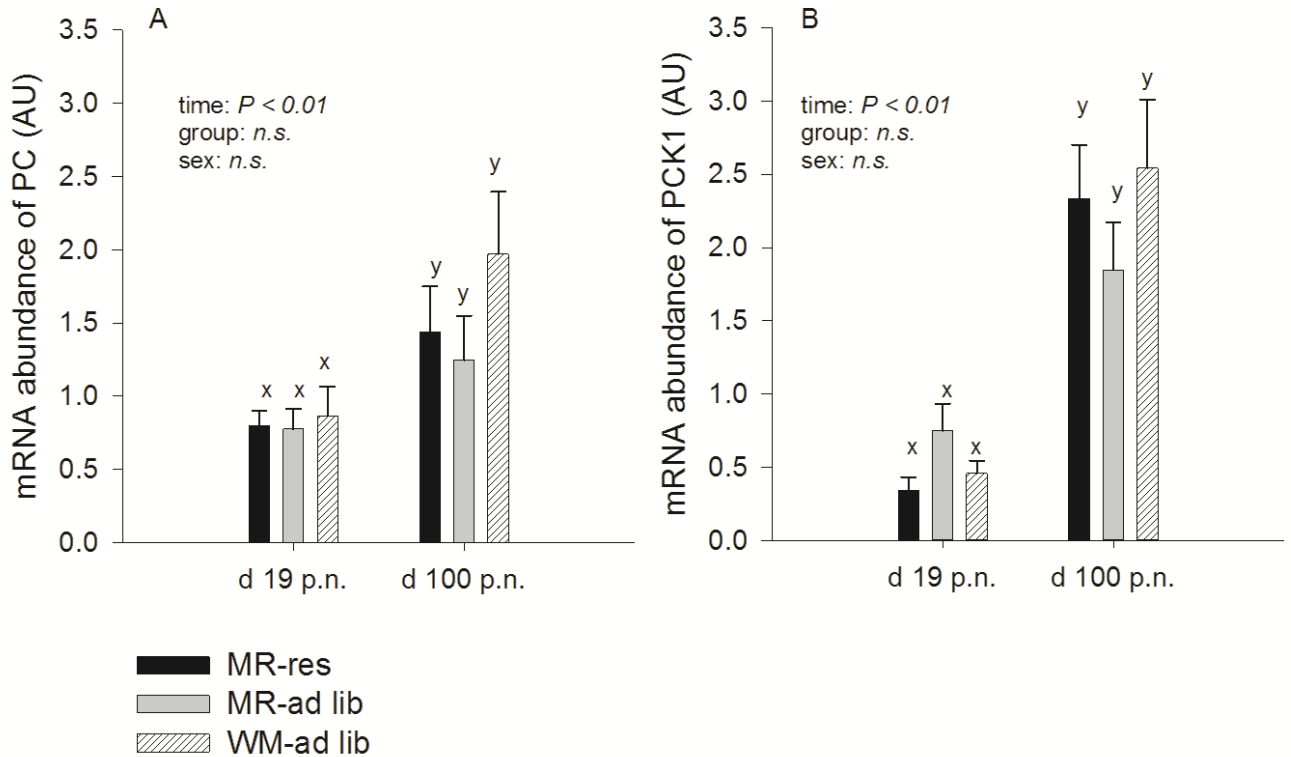 A
mRNA abundance of PC (AU)
3.5
3.0
2.5
2.0
1.5
1.0
0.5
0.0
time: P < 0.01
group: n.s.
sex: n.s.
x
x
x
y
y
y
d 19 p.n.
d 100 p.n.
B
mRNA abundance of PCK1 (AU)
3.5
3.0
2.5
2.0
1.5
1.0
0.5
0.0
time: P < 0.01
group: n.s.
sex: n.s.
x
x
x
y
y
y
d 19 p.n.
d 100 p.n.
MR-res
MR-ad lib
WM-ad lib